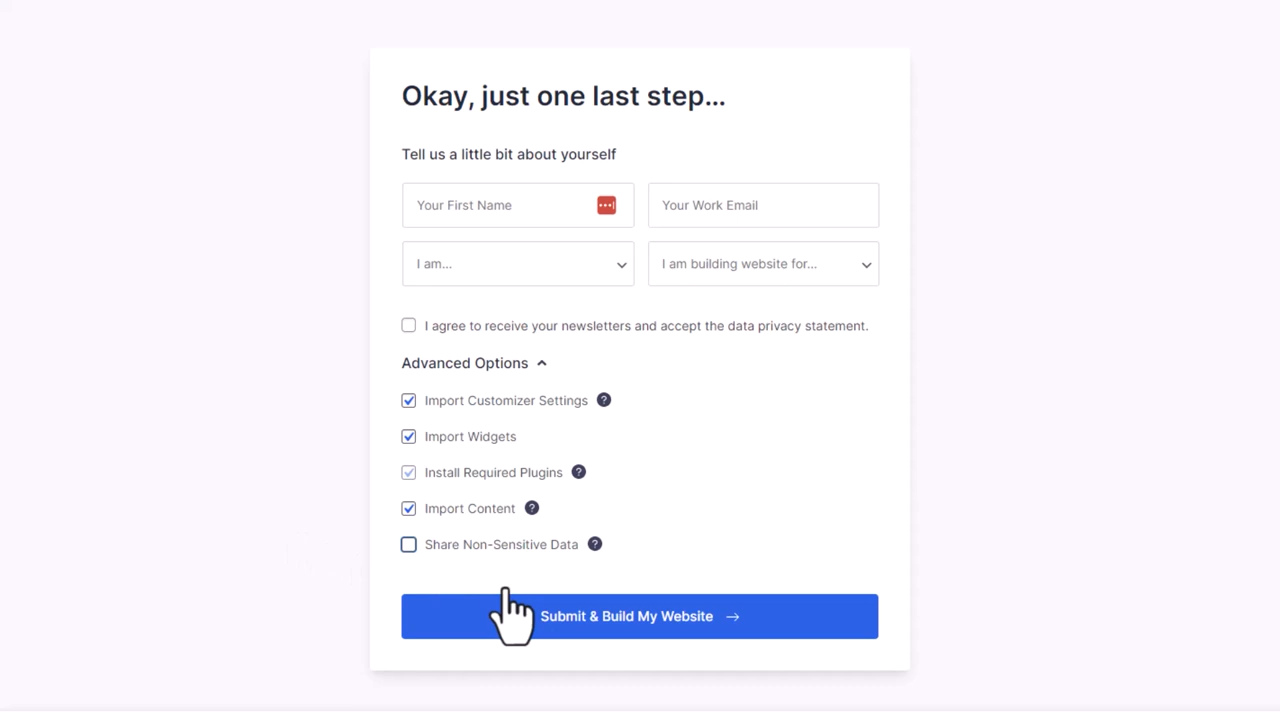 Okay, just one last step...
Tell us a little bit about yourself
Your First Name
Your Work Email
I am...
I am building website for...
I agree to receive your newsletters and accept the data privacy statement.
Advanced Options
Import Customizer Settings ?
Import Widgets
Install Required Plugins ?
Import Content ?
Share Non-Sensitive Data ?
Submit & Build My Website →